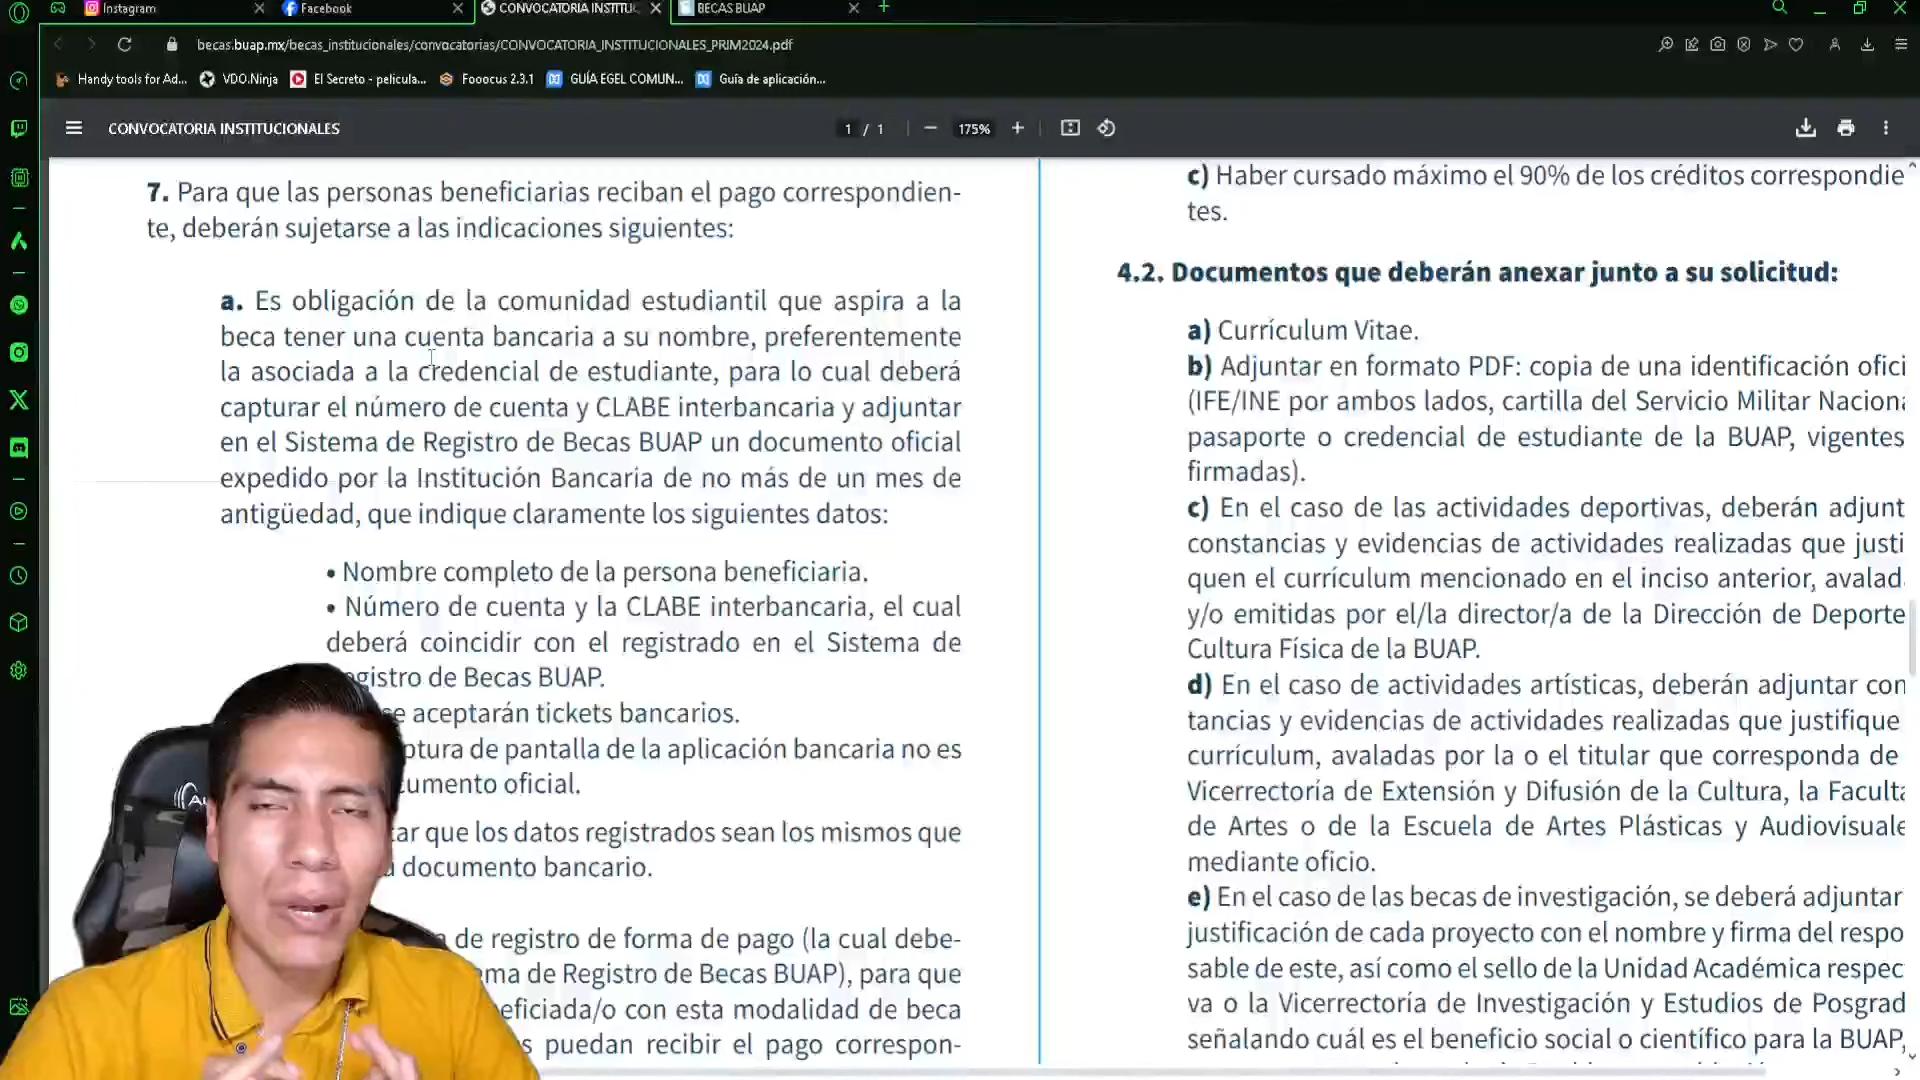 Instagram
Facebook
CONVOCATORIA INSTITUC
BECAS BUAP
becas.buap.mx/becas_institucionales/convocatorias/CONVOCATORIA_INSTITUCIONALES_PRIM2024.pdf
Handy tools for Ad...
VDO.Ninja
El Secreto - pelicula...
Fooocus 2.3.1
GUÍA EGEL COMUN...
Guía de aplicación...
CONVOCATORIA INSTITUCIONALES
1 / 1
175%
7. Para que las personas beneficiarias reciban el pago correspondien-
te, deberán sujetarse a las indicaciones siguientes:
a. Es obligación de la comunidad estudiantil que aspira a la
beca tener una cuenta bancaria a su nombre, preferentemente
la asociada a la credencial de estudiante, para lo cual deberá
capturar el número de cuenta y CLABE interbancaria y adjuntar
en el Sistema de Registro de Becas BUAP un documento oficial
expedido por la Institución Bancaria de no más de un mes de
antigüedad, que indique claramente los siguientes datos:
• Nombre completo de la persona beneficiaria.
• Número de cuenta y la CLABE interbancaria, el cual
deberá coincidir con el registrado en el Sistema de
egistro de Becas BUAP.
se aceptarán tickets bancarios.
ptura de pantalla de la aplicación bancaria no es
cumento oficial.
tar que los datos registrados sean los mismos que
documento bancario.
de registro de forma de pago (la cual debe-
ema de Registro de Becas BUAP), para que
eficiada/o con esta modalidad de beca
s puedan recibir el pago correspon-
c) Haber cursado máximo el 90% de los créditos correspondie
tes.
4.2. Documentos que deberán anexar junto a su solicitud:
a) Currículum Vitae.
b) Adjuntar en formato PDF: copia de una identificación ofici
(IFE/INE por ambos lados, cartilla del Servicio Militar Naciona
pasaporte o credencial de estudiante de la BUAP, vigentes
firmadas).
c) En el caso de las actividades deportivas, deberán adjunt
constancias y evidencias de actividades realizadas que justi
quen el currículum mencionado en el inciso anterior, avalad
y/o emitidas por el/la director/a de la Dirección de Deporte
Cultura Física de la BUAP.
d) En el caso de actividades artísticas, deberán adjuntar con
tancias y evidencias de actividades realizadas que justifique
currículum, avaladas por la o el titular que corresponda de
Vicerrectoría de Extensión y Difusión de la Cultura, la Faculta
de Artes o de la Escuela de Artes Plásticas y Audiovisuale
mediante oficio.
e) En el caso de las becas de investigación, se deberá adjuntar
justificación de cada proyecto con el nombre y firma del respo
sable de este, así como el sello de la Unidad Académica respec
va o la Vicerrectoría de Investigación y Estudios de Posgrad
señalando cuál es el beneficio social o científico para la BUAP,